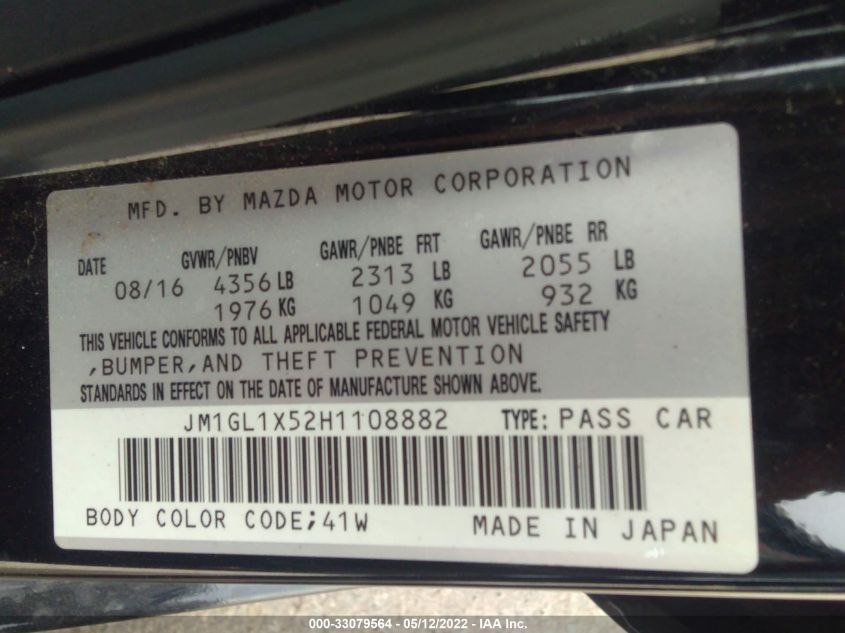 MFD. BY MAZDA MOTOR CORPORATION
DATE GVWR/PNBV GAWR/PNBE FRT GAWR/PNBE RR
08/16 4356 LB 2313 LB 2055 LB
1976 KG 1049 KG 932 KG
THIS VEHICLE CONFORMS TO ALL APPLICABLE FEDERAL MOTOR VEHICLE SAFETY
,BUMPER,AND THEFT PREVENTION
STANDARDS IN EFFECT ON THE DATE OF MANUFACTURE SHOWN ABOVE.
JM1GL1X52H1108882 TYPE: PASS CAR
BODY COLOR CODE;41W MADE IN JAPAN
000-33079564 - 05/12/2022 - IAA Inc.